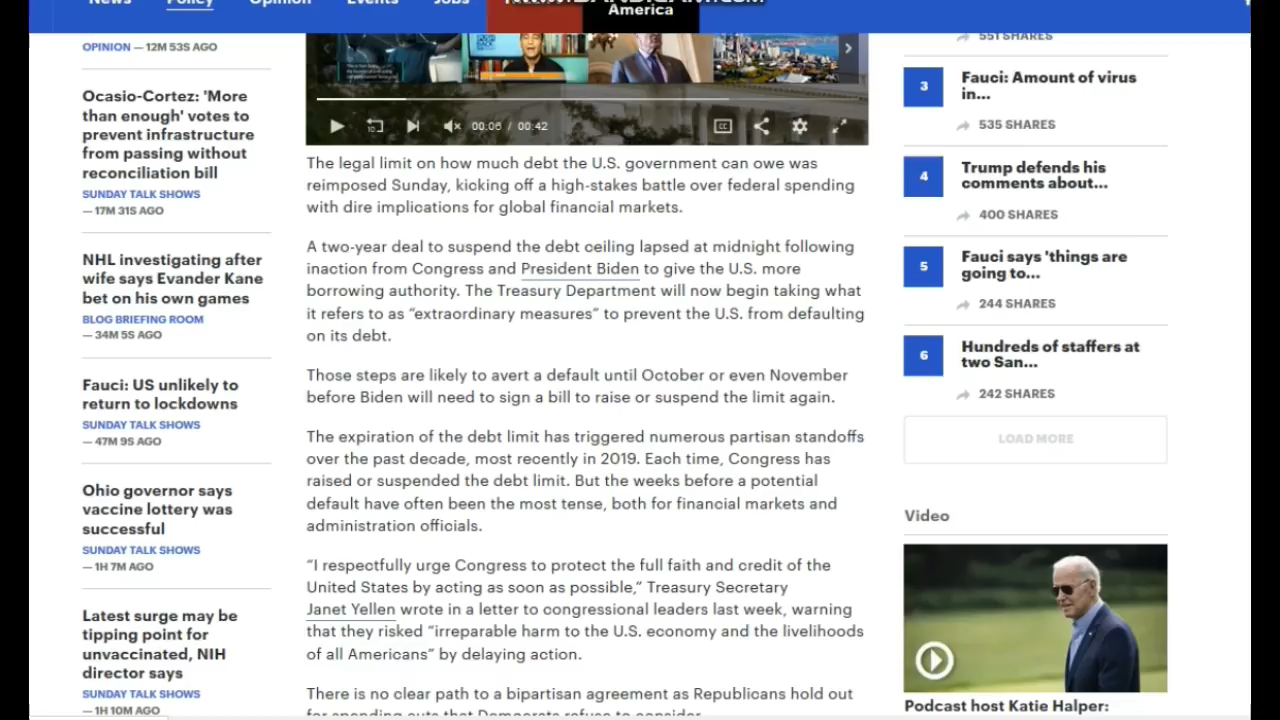 News
Policy
Opinion
Events
Jobs
America
OPINION — 12M 53S AGO
Ocasio-Cortez: 'More
than enough' votes to
prevent infrastructure
from passing without
reconciliation bill
SUNDAY TALK SHOWS
— 17M 31S AGO
NHL investigating after
wife says Evander Kane
bet on his own games
BLOG BRIEFING ROOM
— 34M 5S AGO
Fauci: US unlikely to
return to lockdowns
SUNDAY TALK SHOWS
— 47M 9S AGO
Ohio governor says
vaccine lottery was
successful
SUNDAY TALK SHOWS
— 1H 7M AGO
Latest surge may be
tipping point for
unvaccinated, NIH
director says
SUNDAY TALK SHOWS
— 1H 10M AGO
10
00:06 / 00:42
CC
The legal limit on how much debt the U.S. government can owe was
reimposed Sunday, kicking off a high-stakes battle over federal spending
with dire implications for global financial markets.
A two-year deal to suspend the debt ceiling lapsed at midnight following
inaction from Congress and President Biden to give the U.S. more
borrowing authority. The Treasury Department will now begin taking what
it refers to as “extraordinary measures” to prevent the U.S. from defaulting
on its debt.
Those steps are likely to avert a default until October or even November
before Biden will need to sign a bill to raise or suspend the limit again.
The expiration of the debt limit has triggered numerous partisan standoffs
over the past decade, most recently in 2019. Each time, Congress has
raised or suspended the debt limit. But the weeks before a potential
default have often been the most tense, both for financial markets and
administration officials.
“I respectfully urge Congress to protect the full faith and credit of the
United States by acting as soon as possible,” Treasury Secretary
Janet Yellen wrote in a letter to congressional leaders last week, warning
that they risked “irreparable harm to the U.S. economy and the livelihoods
of all Americans” by delaying action.
There is no clear path to a bipartisan agreement as Republicans hold out
for spending cuts that Democrats refuse to consider.
551 SHARES
3
Fauci: Amount of virus
in...
535 SHARES
4
Trump defends his
comments about...
400 SHARES
5
Fauci says 'things are
going to...
244 SHARES
6
Hundreds of staffers at
two San...
242 SHARES
LOAD MORE
Video
Podcast host Katie Halper: